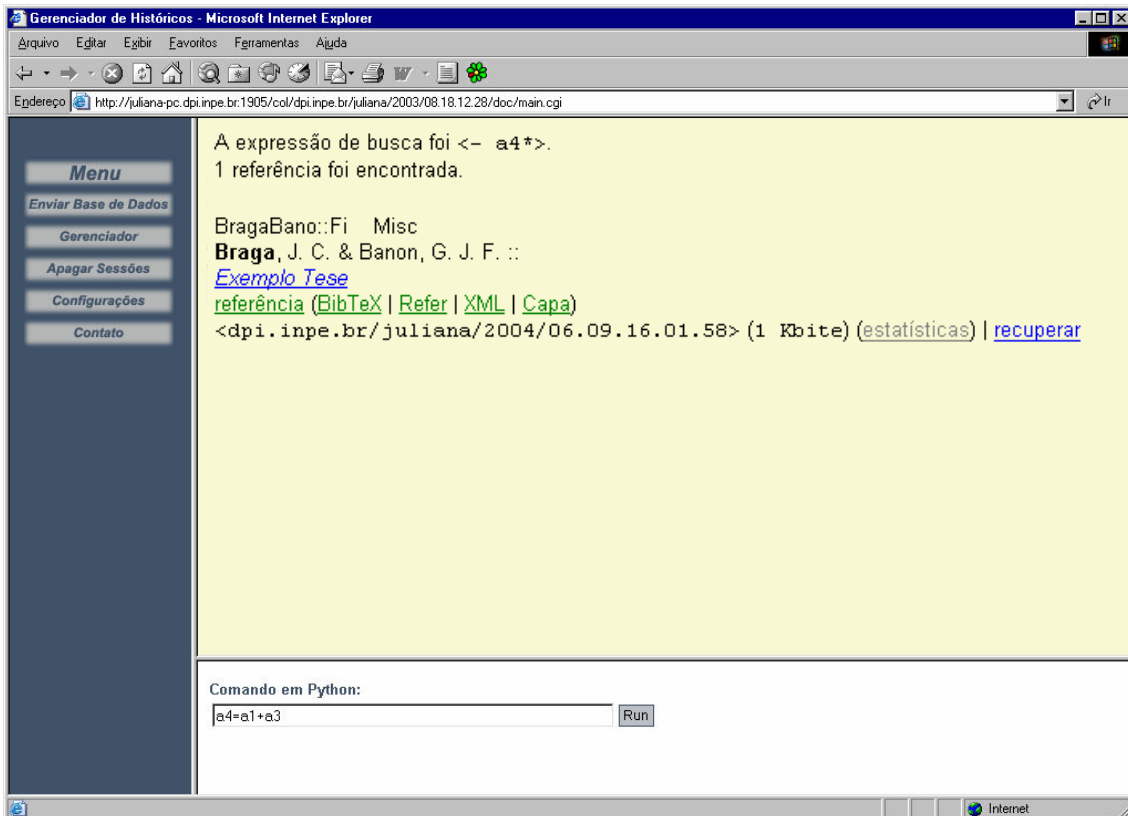 Gerenciador de Históricos - Microsoft Internet Explorer
Arquivo Editar Exibir Favoritos Ferramentas Ajuda
Endereço http://juliana-pc.dpi.inpe.br:1905/col/dpi.inpe.br/juliana/2003/08.18.12.28/doc/main.cgi Ir
Menu
Enviar Base de Dados
Gerenciador
Apagar Sessões
Configurações
Contato
A expressão de busca foi <- a4*>.
1 referência foi encontrada.
BragaBano::Fi Misc
Braga, J. C. & Banon, G. J. F. ::
Exemplo Tese
referência (BibTeX | Refer | XML | Capa)
<dpi.inpe.br/juliana/2004/06.09.16.01.58> (1 Kbite) (estatísticas) | recuperar
Comando em Python:
a4=a1+a3 Run
Internet